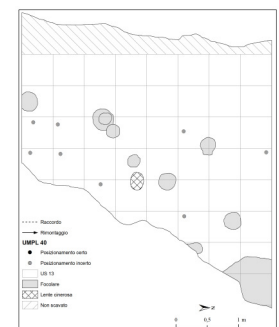 Raccordo
Rimontaggio
UMPL 40
Posizionamento certo
Posizionamento incerto
US 13
Focolare
Lente cinerosa
Non scavato
0 0,5 1 m